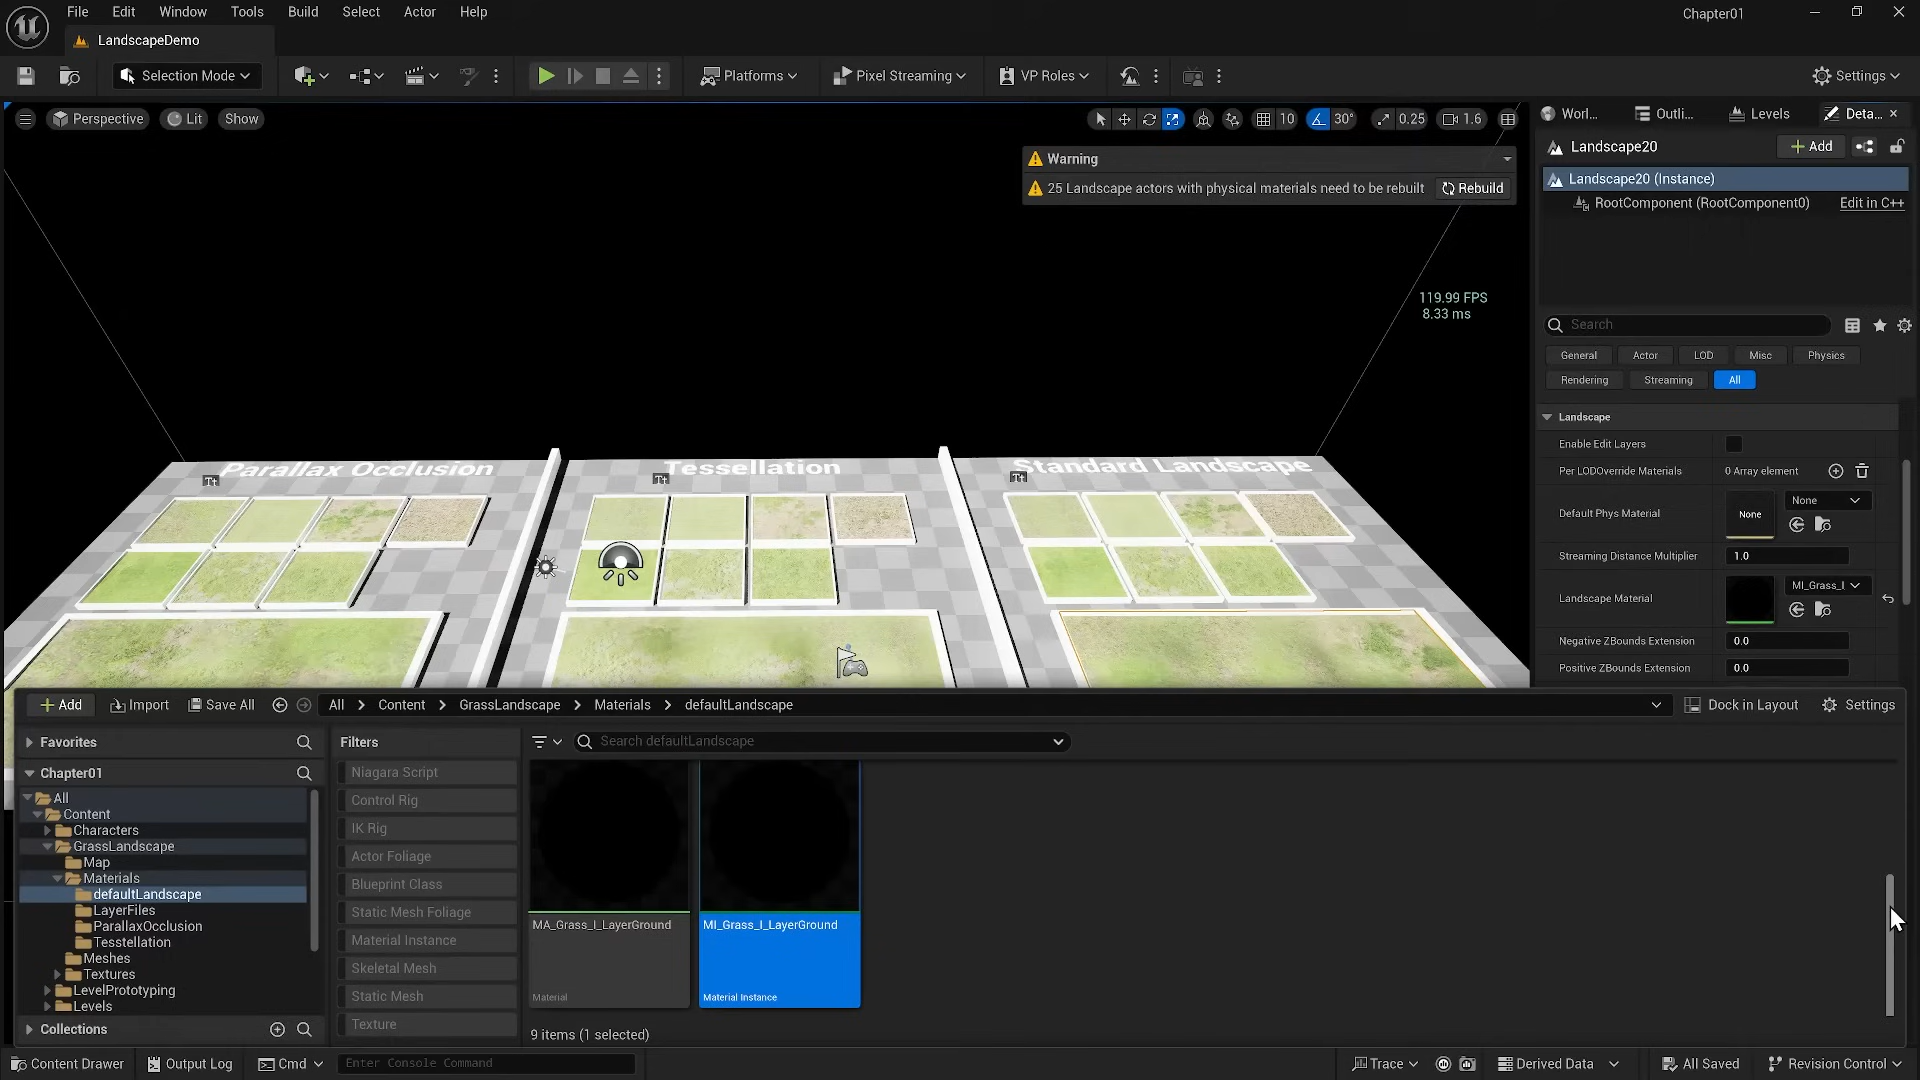 File Edit Window Tools Build Select Actor Help
Chapter01
LandscapeDemo
Selection Mode
Platforms
Pixel Streaming
VP Roles
Settings
Perspective
Lit
Show
10
30°
0.25
1.6
Worl...
Outli...
Levels
Deta...
Warning
25 Landscape actors with physical materials need to be rebuilt
Rebuild
Landscape20
Add
Landscape20 (Instance)
RootComponent (RootComponent0)
Edit in C++
119.99 FPS
8.33 ms
Search
General Actor LOD Misc Physics
Rendering Streaming All
Landscape
Enable Edit Layers
Per LODOverride Materials 0 Array element
Default Phys Material None None
Streaming Distance Multiplier 1.0
Landscape Material MI_Grass_l
Negative ZBounds Extension 0.0
Positive ZBounds Extension 0.0
Parallax Occlusion
Tessellation
Standard Landscape
Add
Import
Save All
All > Content > GrassLandscape > Materials > defaultLandscape
Dock in Layout
Settings
Favorites
Filters
Search defaultLandscape
Chapter01
All
Content
Characters
GrassLandscape
Map
Materials
defaultLandscape
LayerFiles
ParallaxOcclusion
Tesstellation
Meshes
Textures
LevelPrototyping
Levels
Collections
Niagara Script
Control Rig
IK Rig
Actor Foliage
Blueprint Class
Static Mesh Foliage
Material Instance
Skeletal Mesh
Static Mesh
Texture
MA_Grass_l_LayerGround
Material
MI_Grass_l_LayerGround
Material Instance
9 items (1 selected)
Content Drawer
Output Log
Cmd
Enter Console Command
Trace
Derived Data
All Saved
Revision Control